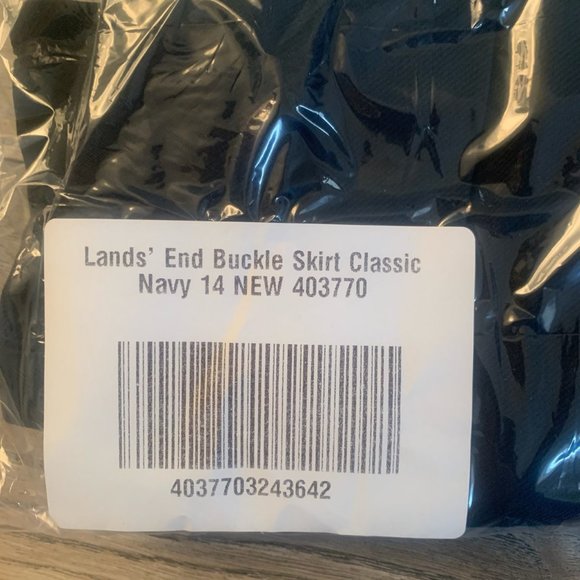 Lands' End Buckle Skirt Classic
Navy 14 NEW 403770
4037703243642